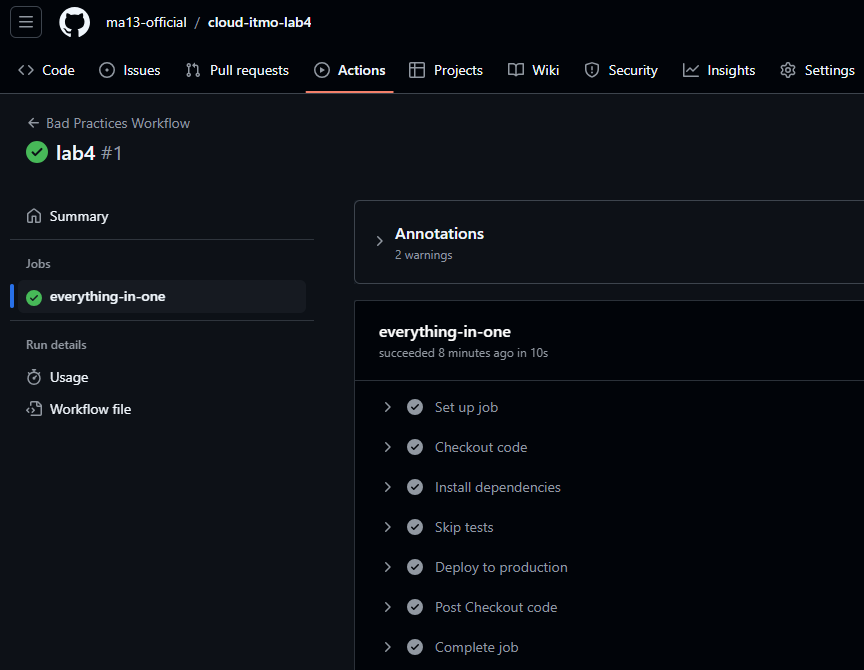 ma13-official / cloud-itmo-lab4
Code Issues Pull requests Actions Projects Wiki Security Insights Settings
Bad Practices Workflow
lab4 #1
Summary
Jobs
everything-in-one
Run details
Usage
Workflow file
Annotations
2 warnings
everything-in-one
succeeded 8 minutes ago in 10s
Set up job
Checkout code
Install dependencies
Skip tests
Deploy to production
Post Checkout code
Complete job